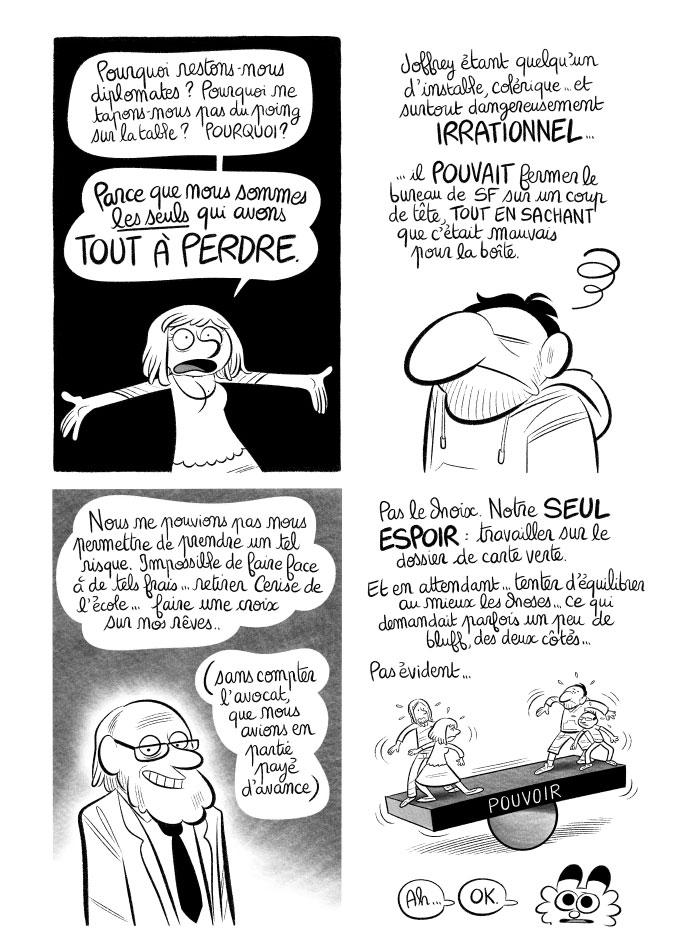 Pourquoi restons-nous
diplomates ? Pourquoi ne
tapons-nous pas du poing
sur la table ? POURQUOI ?
Parce que nous sommes
les seuls qui avons
TOUT À PERDRE.
Joffrey étant quelqu'un
d'instable, colérique... et
surtout dangereusement
IRRATIONNEL...
... il POUVAIT fermer le
bureau de SF sur un coup
de tête, TOUT EN SACHANT
que c'était mauvais
pour la boîte.
Nous ne pouvions pas nous
permettre de prendre un tel
risque. Impossible de faire face
à de tels frais... retirer Cerise de
l'école... faire une croix
sur nos rêves..
(sans compter
l'avocat,
que nous
avions en
partie
payé
d'avance)
Pas le choix. Notre SEUL
ESPOIR : travailler sur le
dossier de carte verte.
Et en attendant... tenter d'équilibrer
au mieux les choses... ce qui
demandait parfois un peu de
bluff, des deux côtés...
Pas évident...
POUVOIR
Ah...
OK.